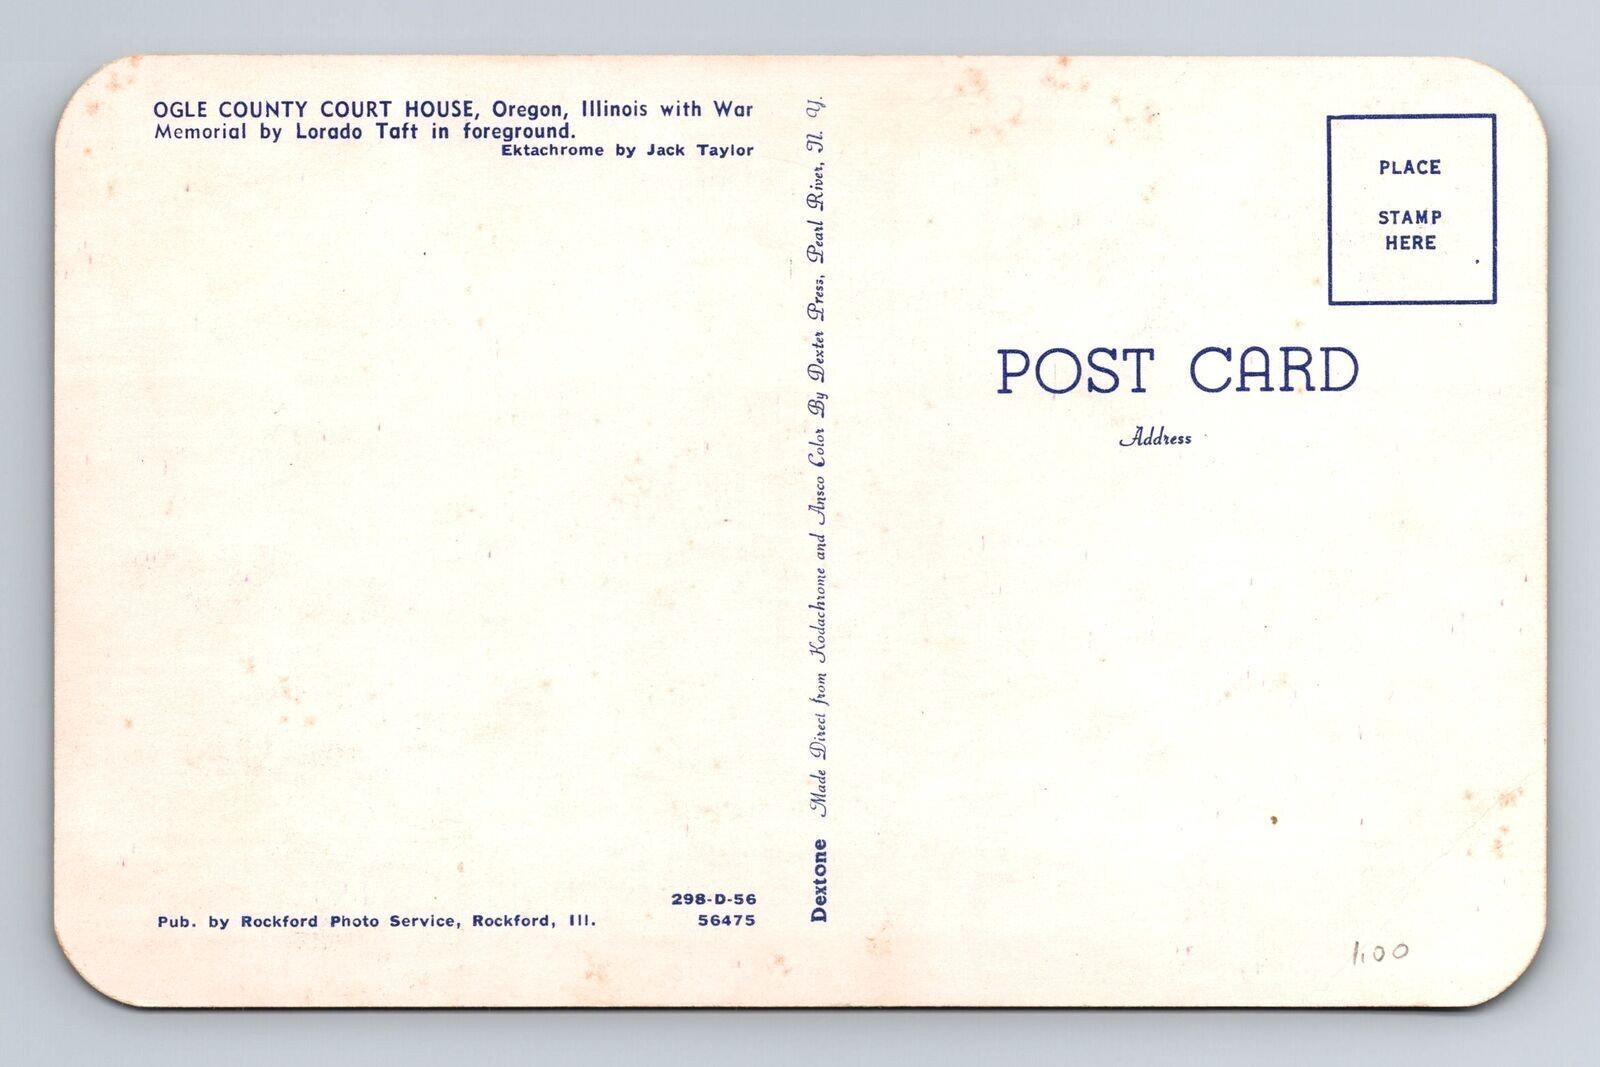 OGLE COUNTY COURT HOUSE, Oregon, Illinois with War
Memorial by Lorado Taft in foreground.
Ektachrome by Jack Taylor
298-D-56
Pub. by Rockford Photo Service, Rockford, Ill. 56475
Dextone Made Direct from Kodachrome and Ansco Color By Dexter Press, Pearl River, N. Y.
PLACE
STAMP
HERE
POST CARD
Address
1.00